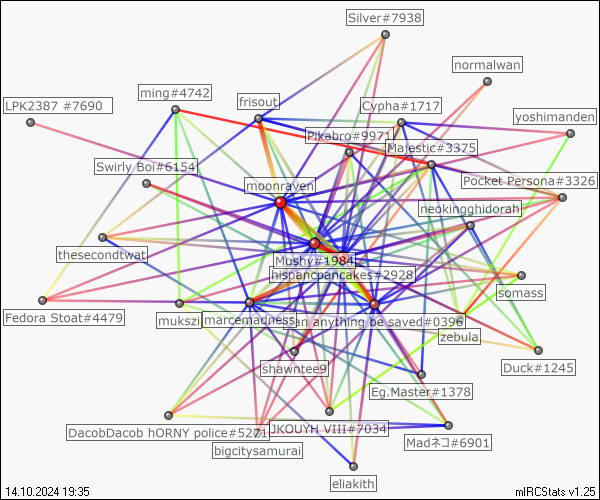 Silver#7938
normalwan
ming#4742
LPK2387 #7690
frisout
Cypha#1717
yoshimanden
Pikabro#9971
Majestic#3375
Swirly Boi#6154
Pocket Persona#3326
moonraven
neokingghidorah
thesecondtwat
Mushy#1984
hispancpancakes#2928
somass
Fedora Stoat#4479
mukszi
marcemadness
an anything be saved#0396
zebula
shawntee9
Duck#1245
Eg.Master#1378
DacobDacob hORNY police#5271
JKOUYH VIII#7034
Madネコ#6901
bigcitysamurai
eliakith
14.10.2024 19:35
mIRCStats v1.25